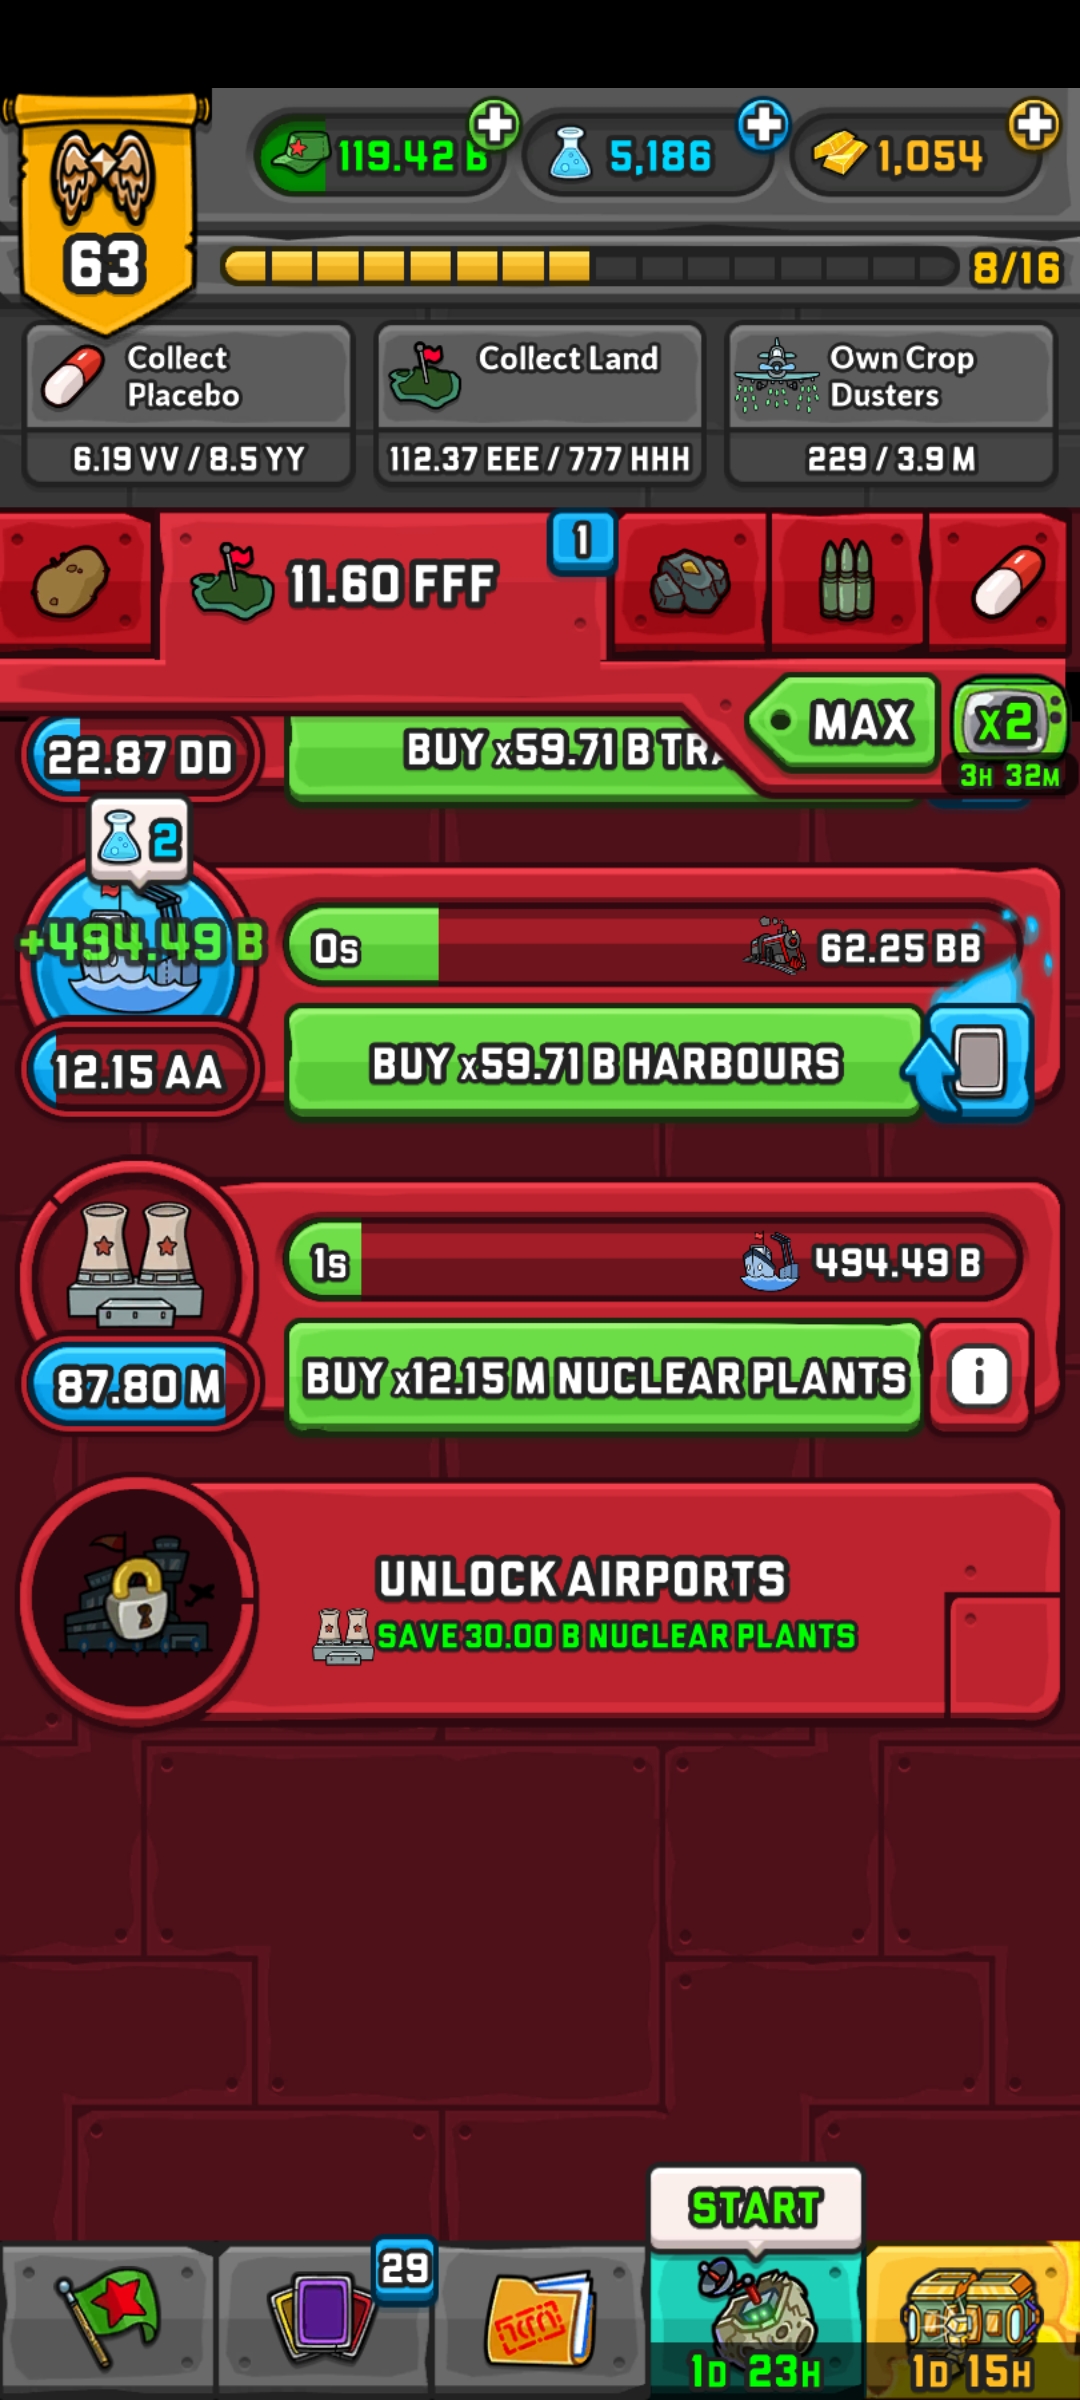 119.42 B
5,186
1,054
63
8/16
Collect
Placebo
6.19 VV / 8.5 YY
Collect Land
112.37 EEE / 777 HHH
Own Crop
Dusters
229 / 3.9 M
11.60 FFF
1
MAX
x2
3H 32M
22.87 DD
BUY x59.71 B TRA
2
+494.49 B
0s
62.25 BB
12.15 AA
BUY x59.71 B HARBOURS
1s
494.49 B
87.80 M
BUY x12.15 M NUCLEAR PLANTS
i
UNLOCK AIRPORTS
SAVE 30.00 B NUCLEAR PLANTS
START
29
1D 23H
1D 15H